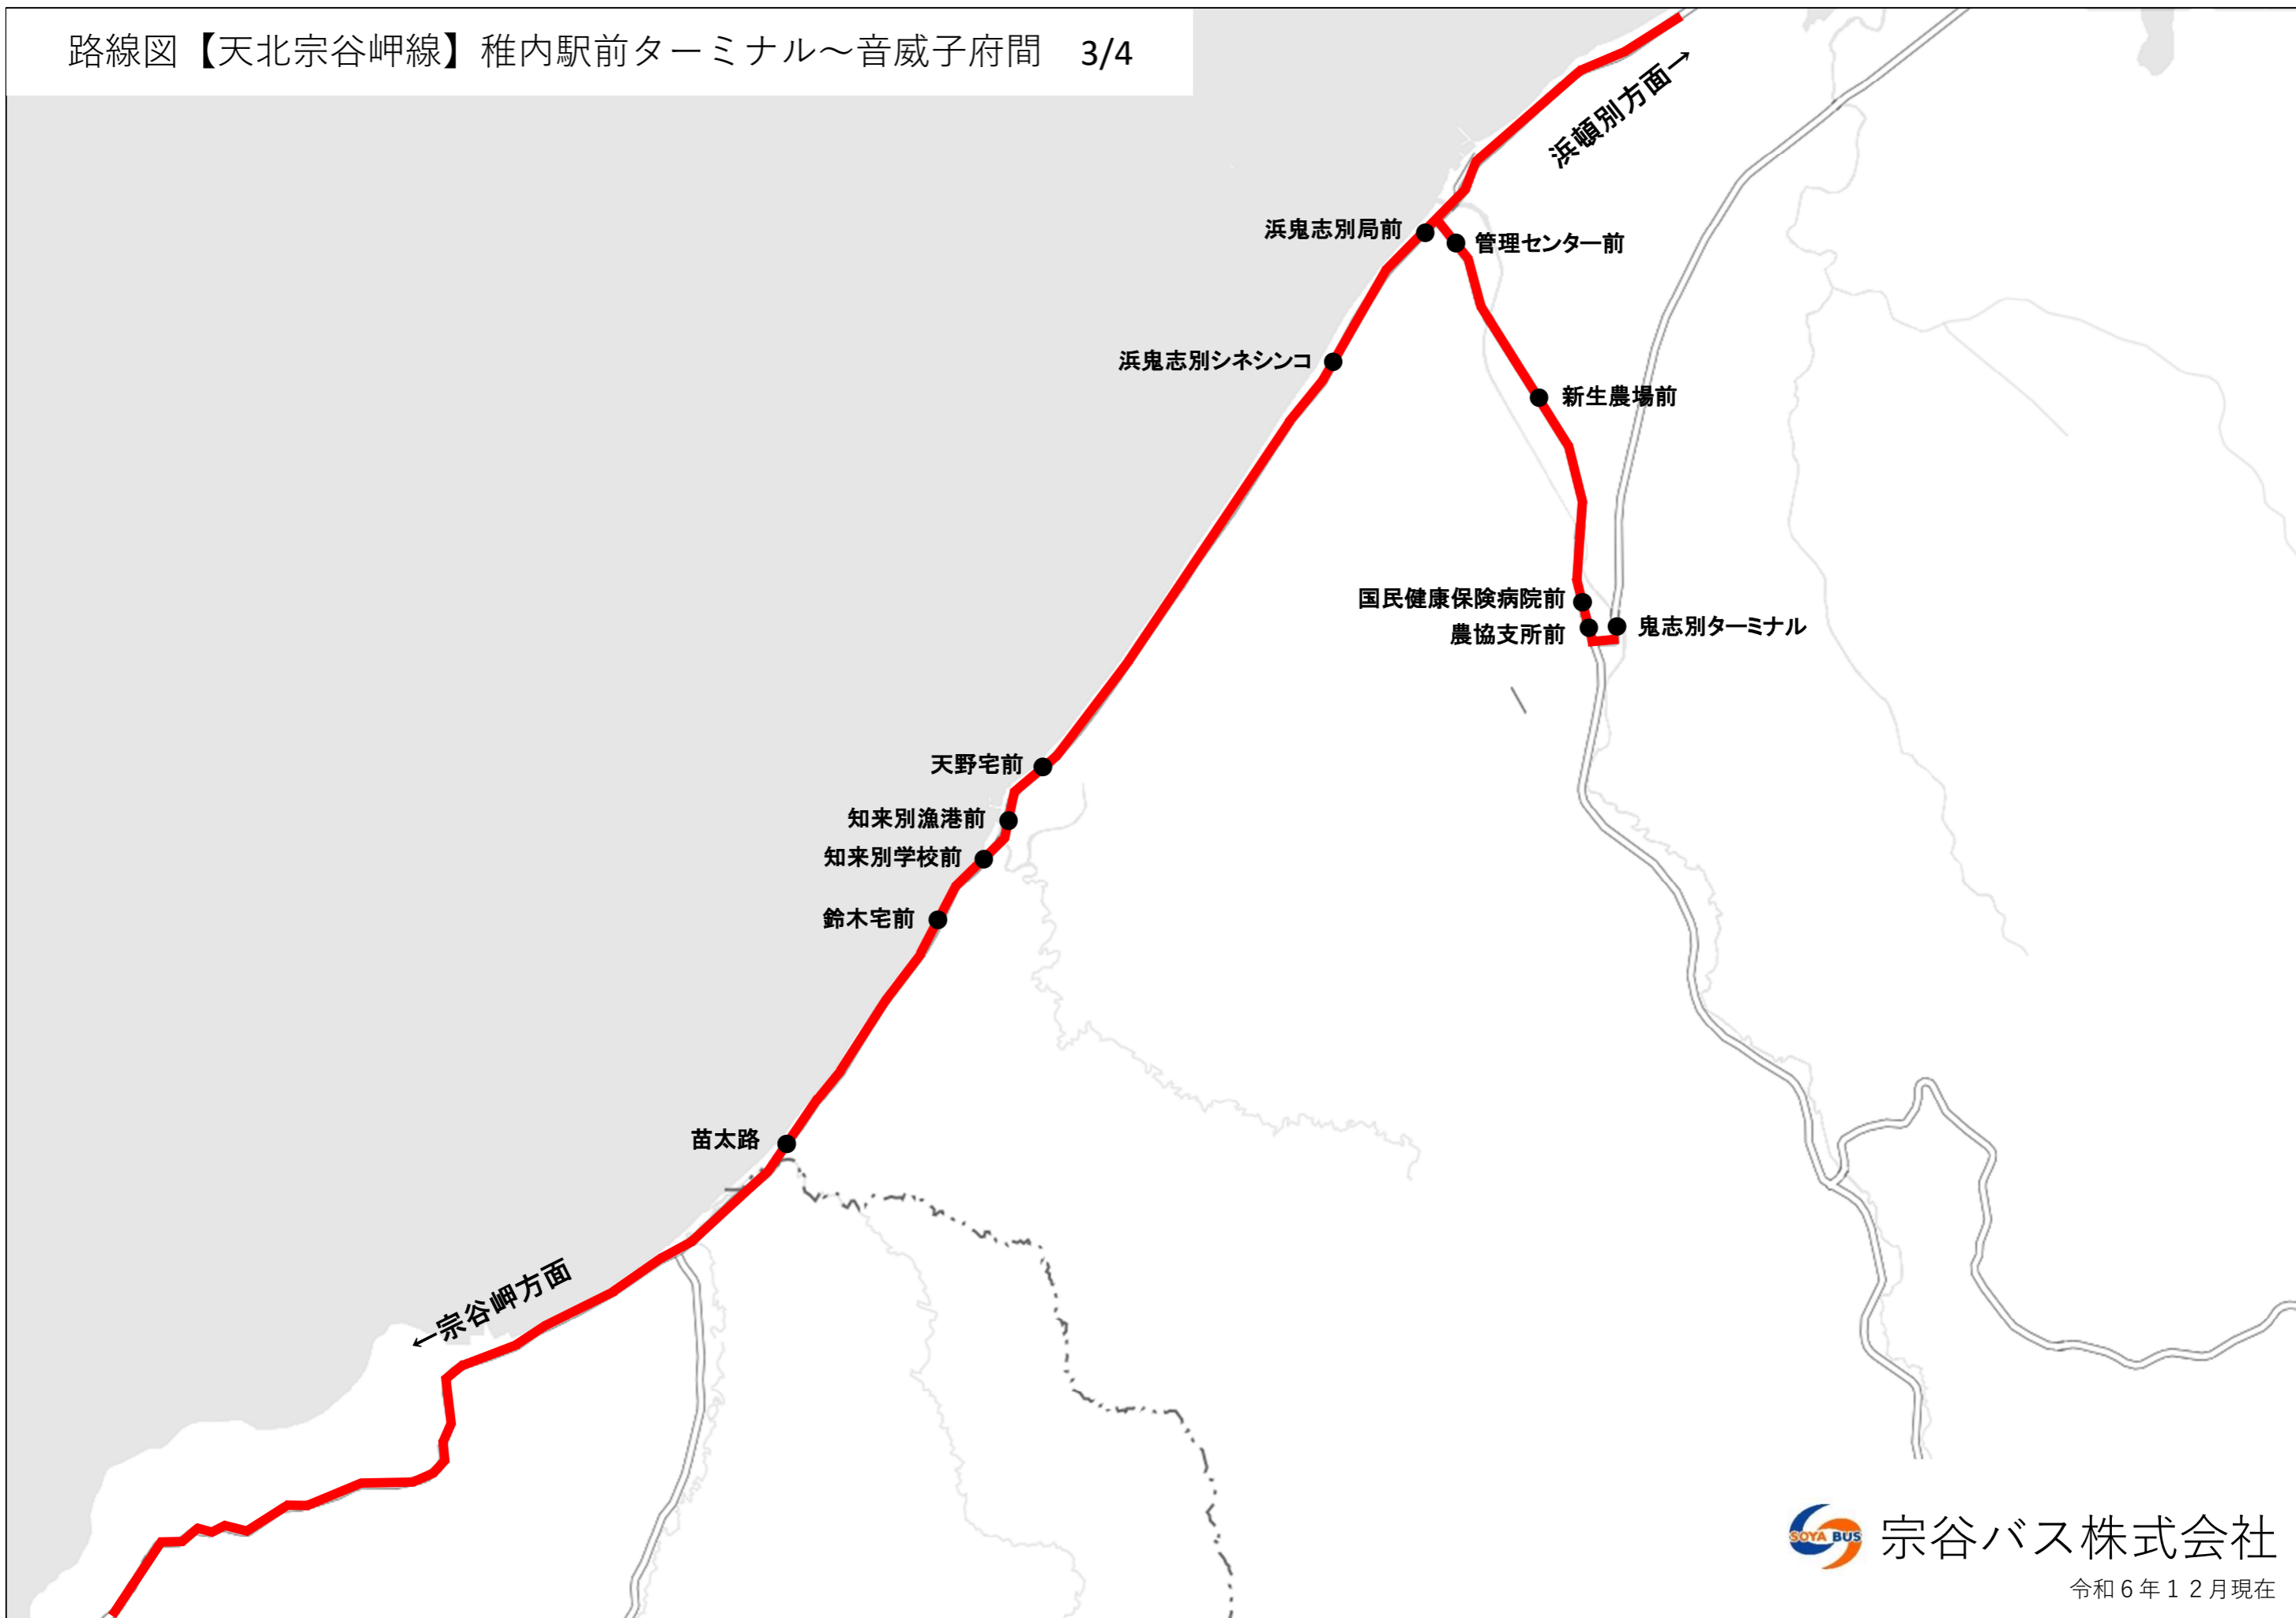 路線図【天北宗谷岬線】稚内駅前ターミナル～音威子府間　3/4
浜頓別方面→
浜鬼志別局前
管理センター前
浜鬼志別シネシンコ
新生農場前
国民健康保険病院前
農協支所前
鬼志別ターミナル
天野宅前
知来別漁港前
知来別学校前
鈴木宅前
苗太路
←宗谷岬方面
SOYA BUS
宗谷バス株式会社
令和６年１２月現在